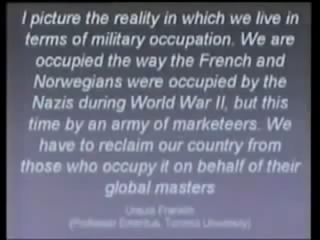 I picture the reality in which we live in
terms of military occupation. We are
occupied the way the French and
Norwegians were occupied by the
Nazis during World War II, but this
time by an army of marketeers. We
have to reclaim our country from
those who occupy it on behalf of their
global masters
Ursula Franklin
(Professor Emeritus, Toronto University)